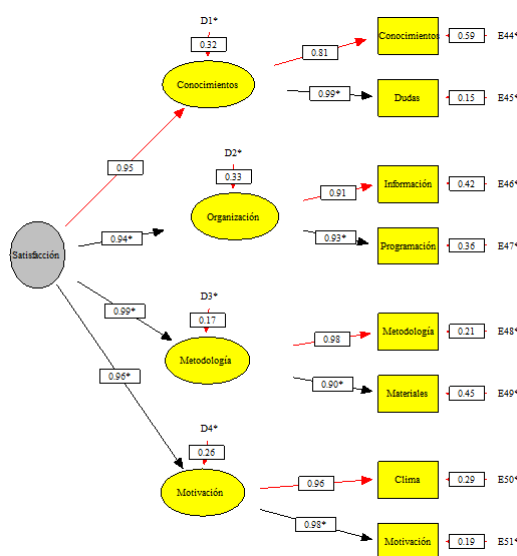 D1*
0.32
Conocimientos
0.81
Conocimientos
0.59
E44*
0.99*
Dudas
0.15
E45*
0.95
D2*
0.33
Organización
0.91
Información
0.42
E46*
0.93*
Programación
0.36
E47*
Satisfacción
0.94*
0.99*
D3*
0.17
Metodología
0.98
Metodología
0.21
E48*
0.90*
Materiales
0.45
E49*
0.96*
D4*
0.26
Motivación
0.96
Clima
0.29
E50*
0.98*
Motivación
0.19
E51*